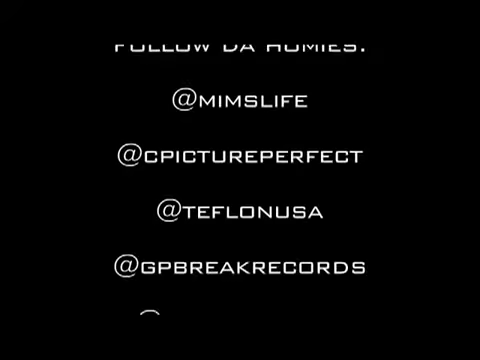 FOLLOW DA HOMIES:
@MIMSLIFE
@CPICTUREPERFECT
@TEFLONUSA
@GPBREAKRECORDS
@